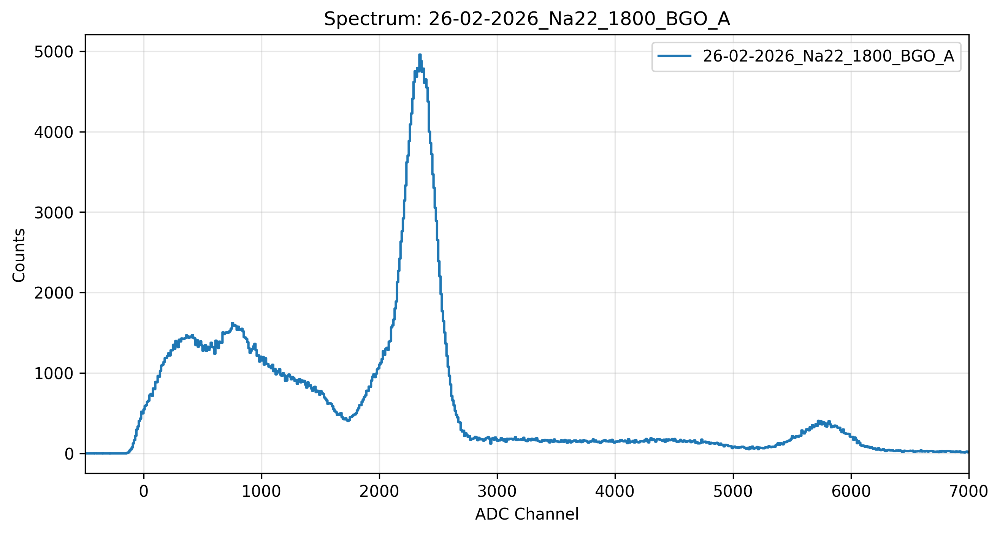 Spectrum: 26-02-2026_Na22_1800_BGO_A
26-02-2026_Na22_1800_BGO_A
5000
4000
3000
2000
1000
0
Counts
0 1000 2000 3000 4000 5000 6000 7000
ADC Channel